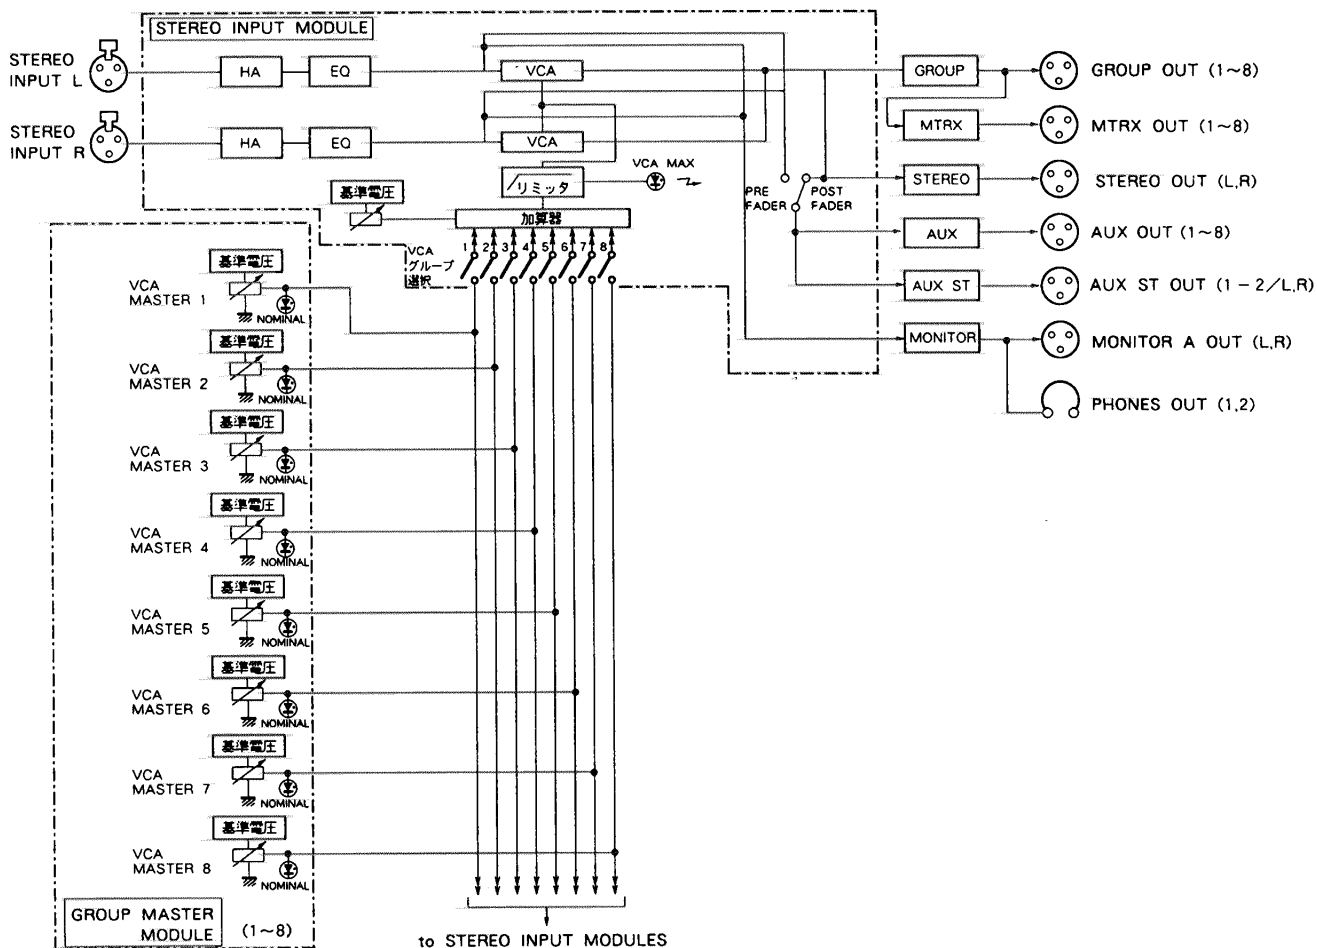 STEREO INPUT MODULE
STEREO
INPUT L
HA
EQ
VCA
GROUP
GROUP OUT (1~8)
MTRX
MTRX OUT (1~8)
STEREO
INPUT R
HA
EQ
VCA
VCA MAX
リミッタ
PRE
FADER
POST
FADER
STEREO
STEREO OUT (L,R)
基準電圧
加算器
AUX
AUX OUT (1~8)
VCA
グループ
選択
1
2
3
4
5
6
7
8
AUX ST
AUX ST OUT (1-2/L,R)
MONITOR
MONITOR A OUT (L,R)
PHONES OUT (1,2)
基準電圧
VCA
MASTER 1
NOMINAL
基準電圧
VCA
MASTER 2
NOMINAL
基準電圧
VCA
MASTER 3
NOMINAL
基準電圧
VCA
MASTER 4
NOMINAL
基準電圧
VCA
MASTER 5
NOMINAL
基準電圧
VCA
MASTER 6
NOMINAL
基準電圧
VCA
MASTER 7
NOMINAL
基準電圧
VCA
MASTER 8
NOMINAL
GROUP MASTER
MODULE
(1~8)
to STEREO INPUT MODULES